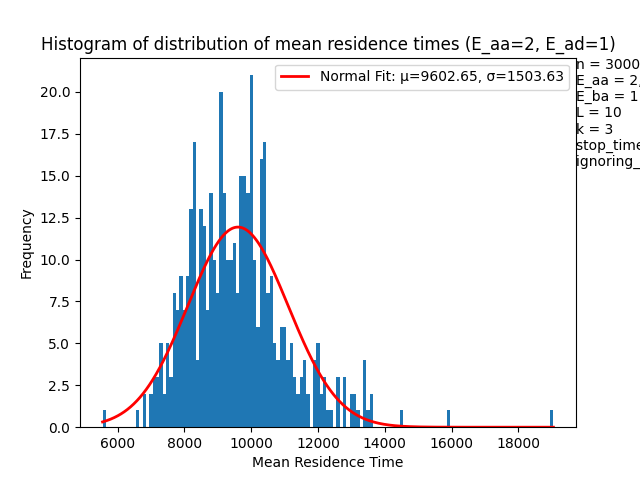 Histogram of distribution of mean residence times (E_aa=2, E_ad=1)
Normal Fit: μ=9602.65, σ=1503.63
n = 3000
E_aa = 2,
E_ba = 1
L = 10
k = 3
stop_time
ignoring_
Frequency
20.0
17.5
15.0
12.5
10.0
7.5
5.0
2.5
0.0
6000 8000 10000 12000 14000 16000 18000
Mean Residence Time